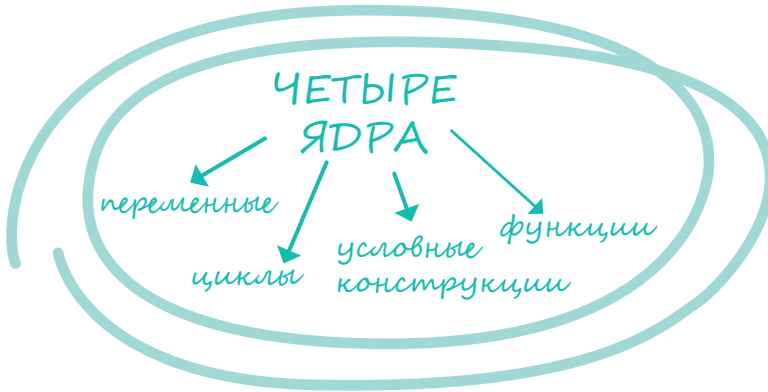 ЧЕТЫРЕ
ЯДРА
переменные
циклы
условные
конструкции
функции